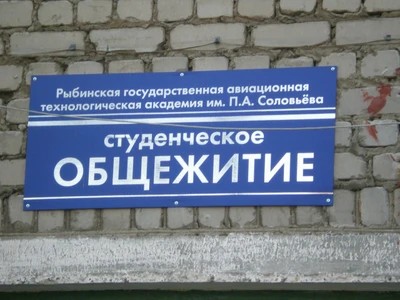 Рыбинская государственная авиационная
технологическая академия им. П.А. Соловьёва
студенческое
ОБЩЕЖИТИЕ